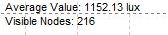 Average Value: 1152.13 lux
Visible Nodes: 216